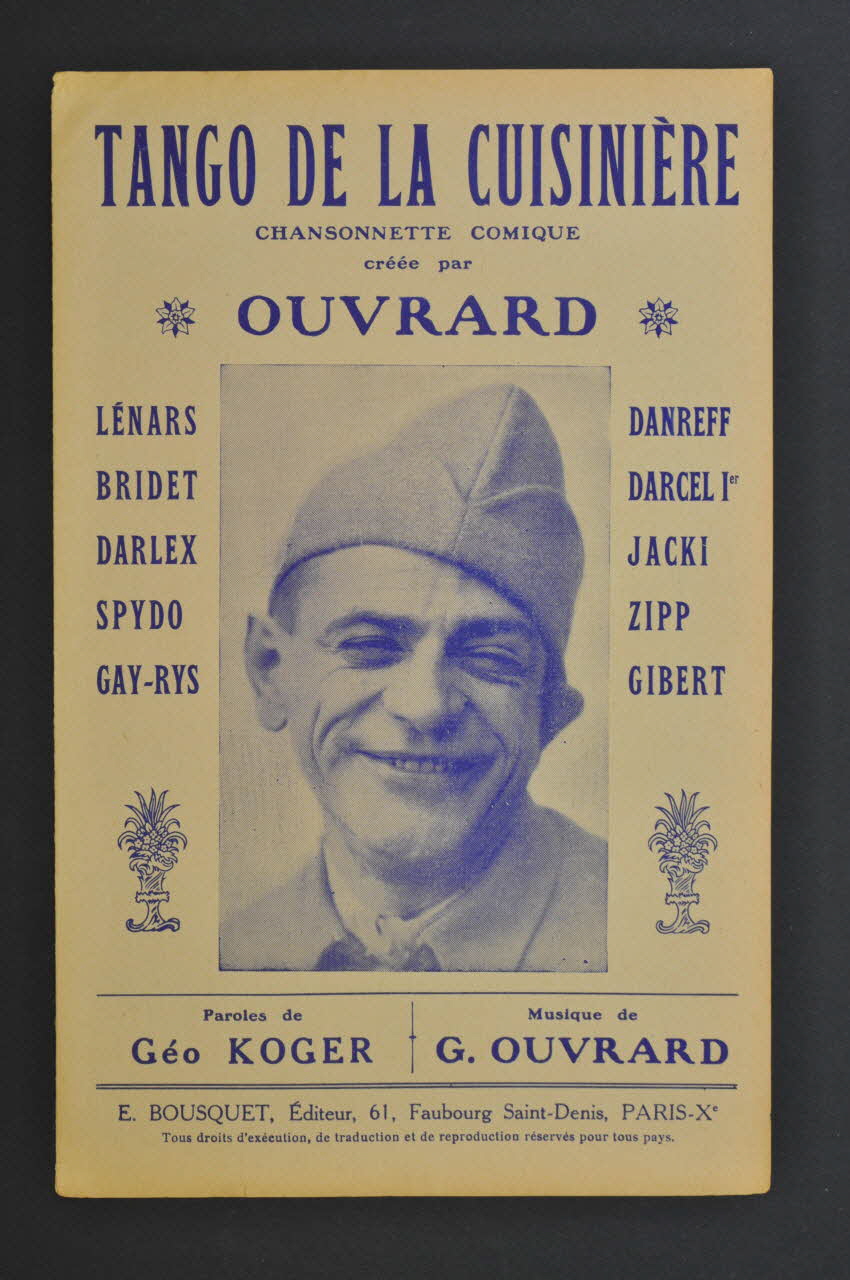 TANGO DE LA CUISINIÈRE
CHANSONNETTE COMIQUE
créée par
OUVRARD
LÉNARS
BRIDET
DARLEX
SPYDO
GAY-RYS
DANREFF
DARCEL Ier
JACKI
ZIPP
GIBERT
Paroles de
Géo KOGER
Musique de
G. OUVRARD
E. BOUSQUET, Éditeur, 61, Faubourg Saint-Denis, PARIS-Xe
Tous droits d'exécution, de traduction et de reproduction réservés pour tous pays.